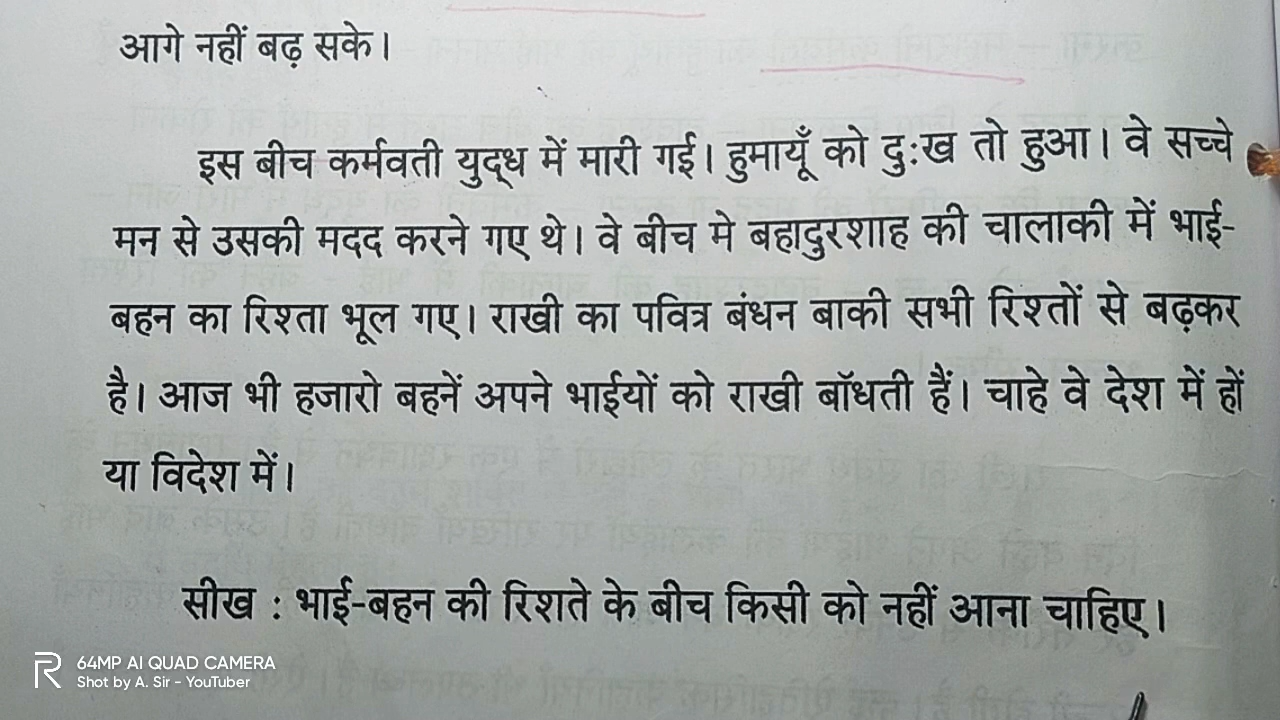 आगे नहीं बढ़ सके।
इस बीच कर्मवती युद्ध में मारी गई। हुमायूँ को दुःख तो हुआ। वे सच्चे
मन से उसकी मदद करने गए थे। वे बीच मे बहादुरशाह की चालाकी में भाई-
बहन का रिश्ता भूल गए। राखी का पवित्र बंधन बाकी सभी रिश्तों से बढ़कर
है। आज भी हजारो बहनें अपने भाईयों को राखी बॉधती हैं। चाहे वे देश में हों
या विदेश में।
सीख : भाई-बहन की रिशते के बीच किसी को नहीं आना चाहिए।
64MP AI QUAD CAMERA
Shot by A. Sir - YouTuber